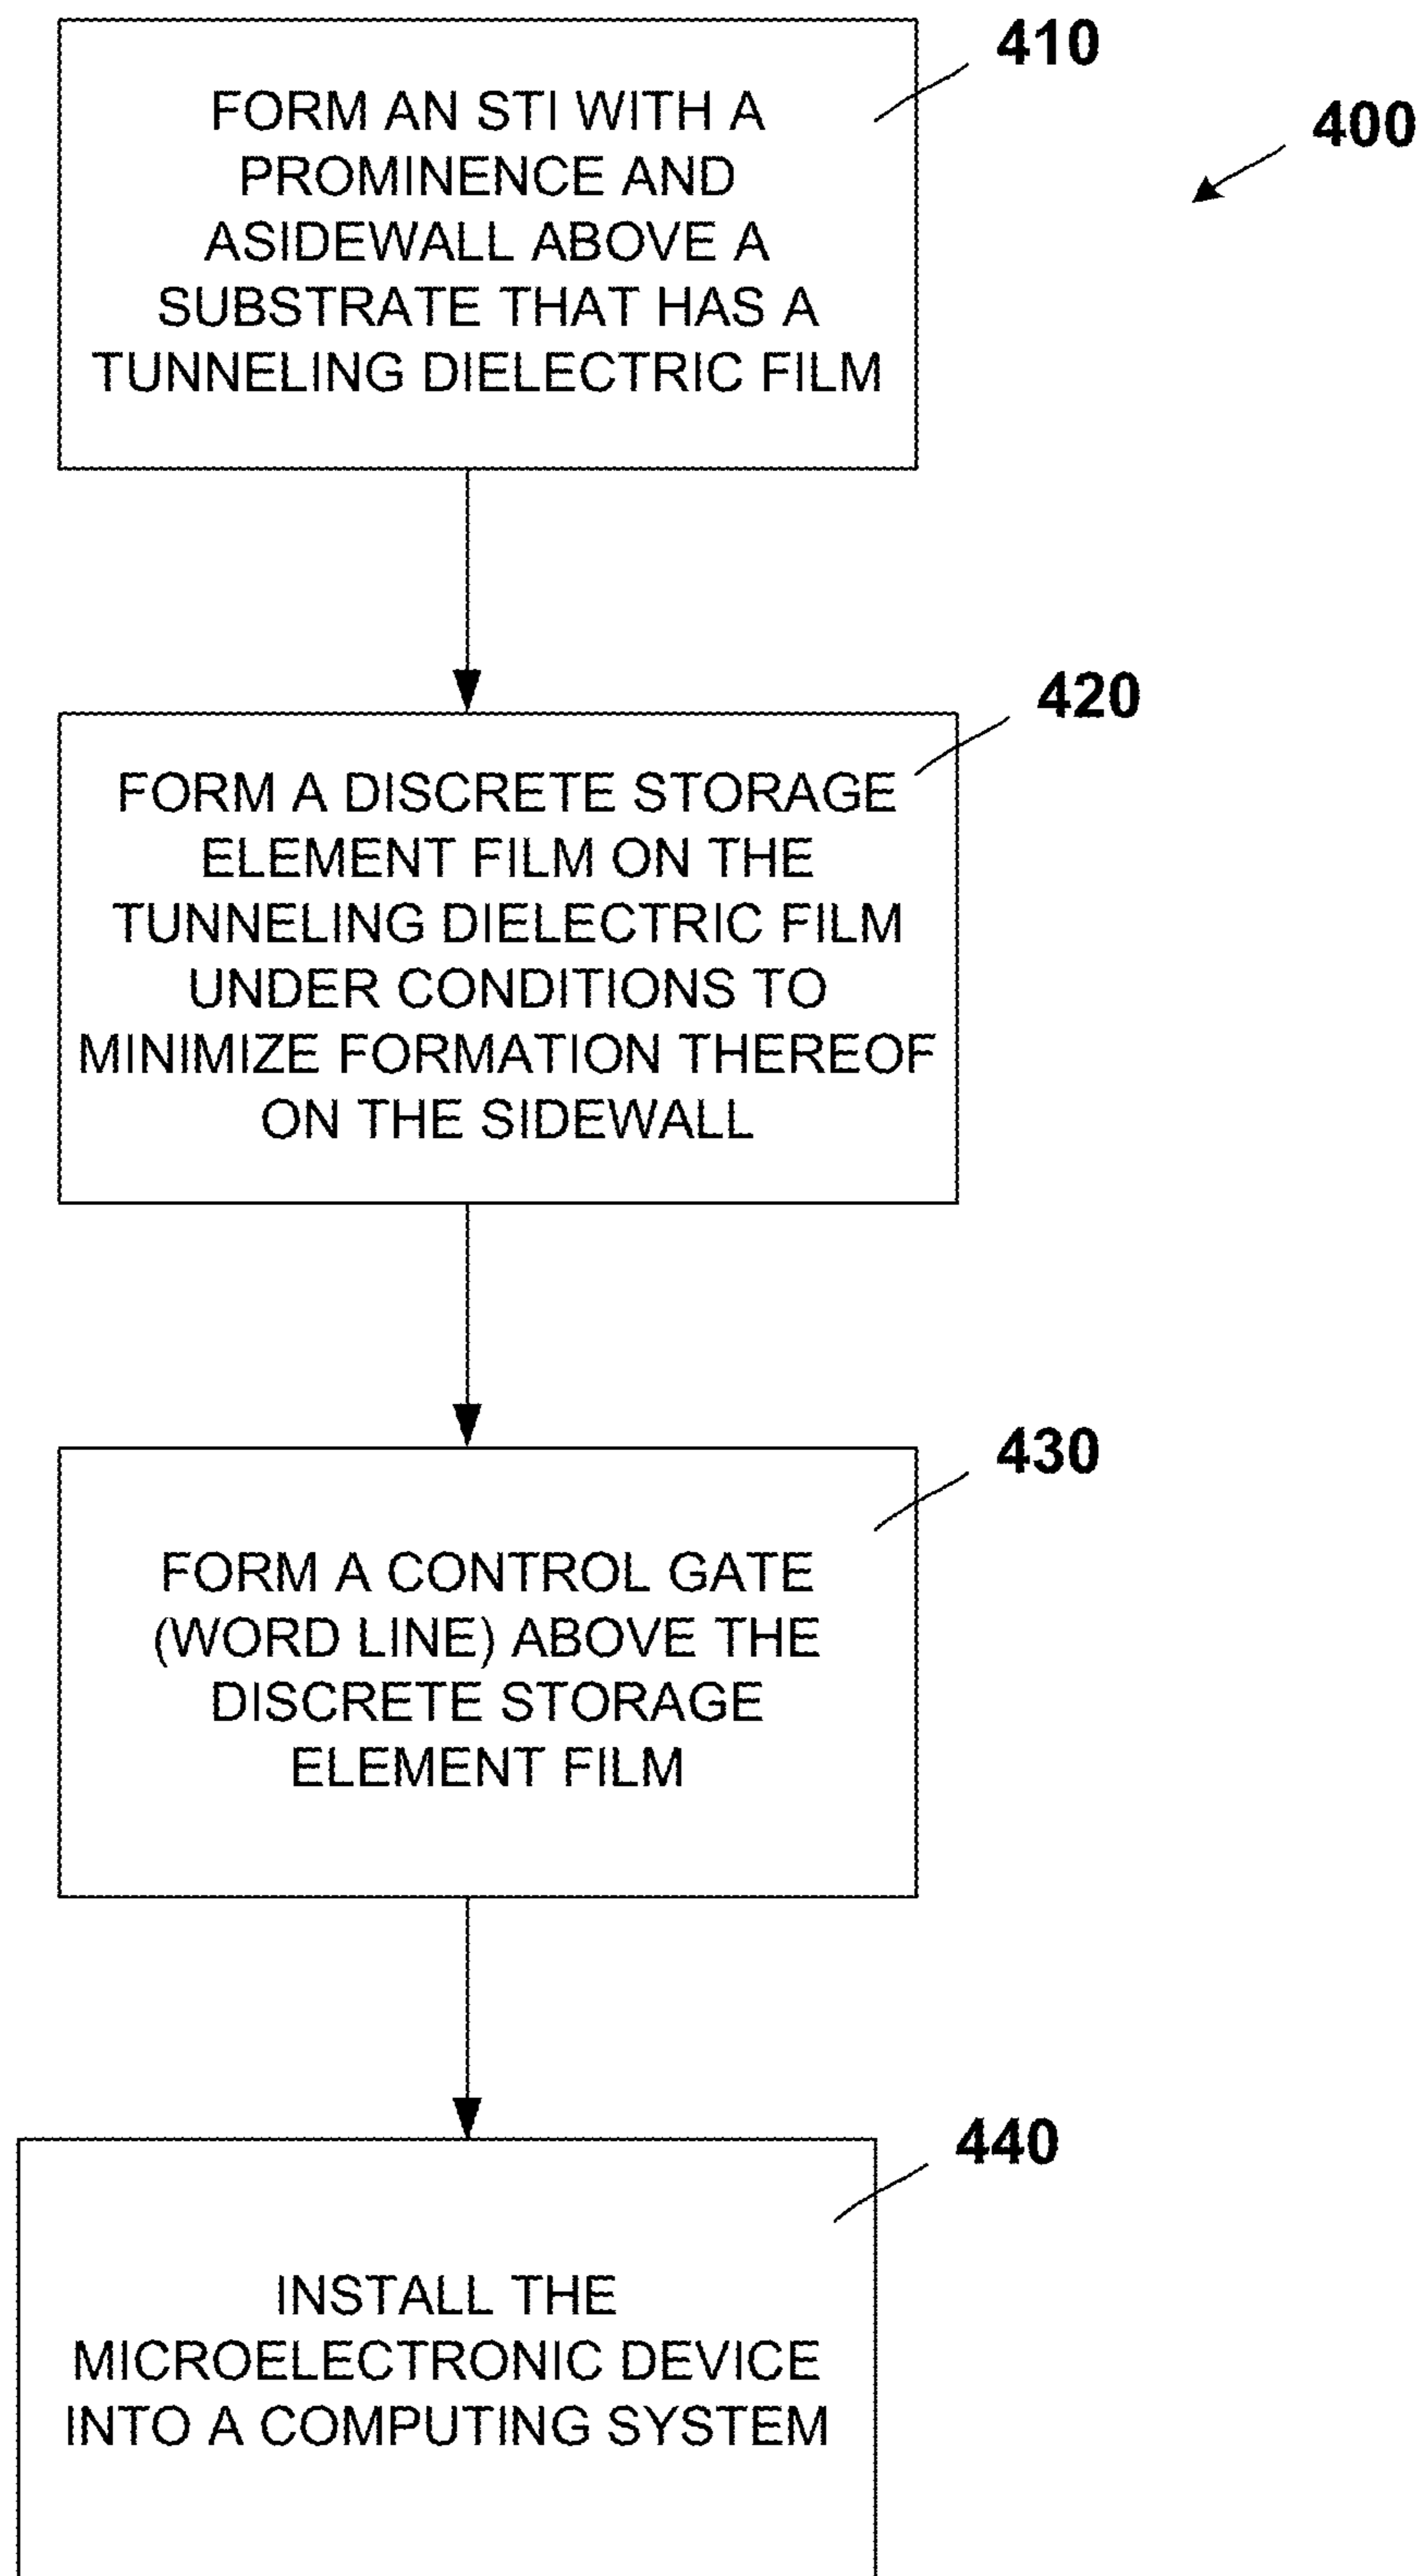 410
400
FORM AN STI WITH A
PROMINENCE AND
ASIDEWALL ABOVE A
SUBSTRATE THAT HAS A
TUNNELING DIELECTRIC FILM
420
FORM A DISCRETE STORAGE
ELEMENT FILM ON THE
TUNNELING DIELECTRIC FILM
UNDER CONDITIONS TO
MINIMIZE FORMATION THEREOF
ON THE SIDEWALL
430
FORM A CONTROL GATE
(WORD LINE) ABOVE THE
DISCRETE STORAGE
ELEMENT FILM
440
INSTALL THE
MICROELECTRONIC DEVICE
INTO A COMPUTING SYSTEM